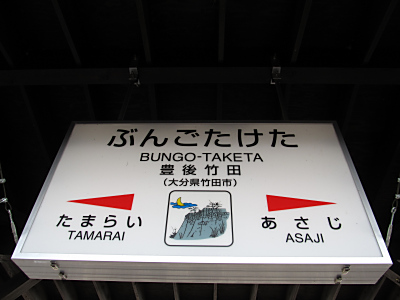 ぶんごたけた
BUNGO-TAKETA
豊後竹田
(大分県竹田市)
たまらい
TAMARAI
あさじ
ASAJI